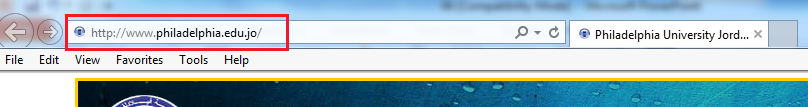 http://www.philadelphia.edu.jo/
Philadelphia University Jord...
File Edit View Favorites Tools Help